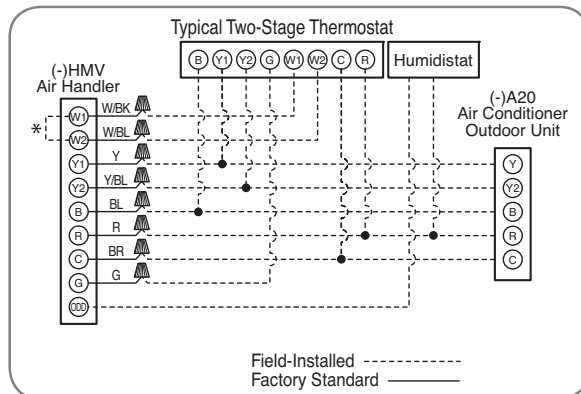 Typical Two-Stage Thermostat
B Y1 Y2 G W1 W2 C R
Humidistat
(-)HMV
Air Handler
(-)A20
Air Conditioner
Outdoor Unit
W1 W/BK
*
W2 W/BL
Y1 Y
Y
Y2 Y/BL
Y2
B BL
B
R R
R
C BR
C
G G
ODD
Field-Installed
Factory Standard